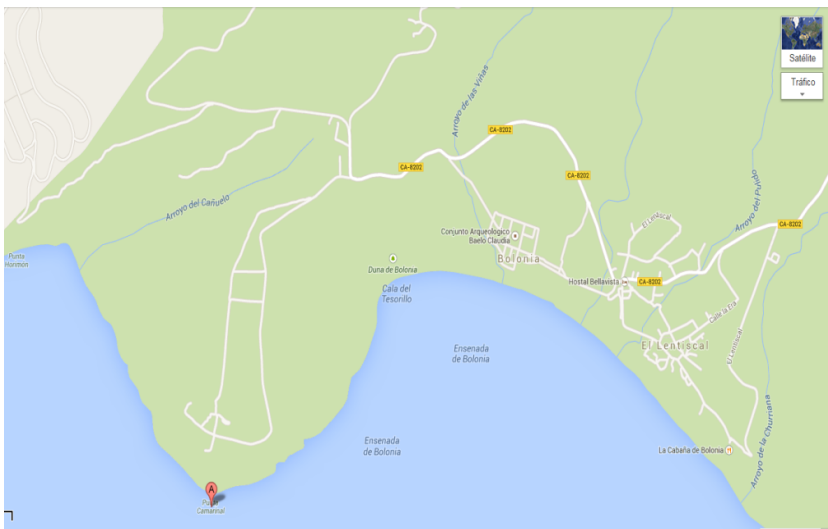 Satélite
Tráfico
Arroyo de las Viñas
CA-8202
CA-8202
CA-8202
Arroyo del Cañuelo
Arroyo del Pulido
El Lentiscal
CA-8202
Conjunto Arqueológico
Baelo Claudia
Bolonia
Punta
Duna de Bolonia
Hostal Bellavista
CA-8202
Cala del
Tesorillo
Calle la Era
El Lentiscal
El Lentiscal
Ensenada
de Bolonia
Ensenada
de Bolonia
La Cabaña de Bolonia
Arroyo de la Churriana
A
Punta
Camarinal